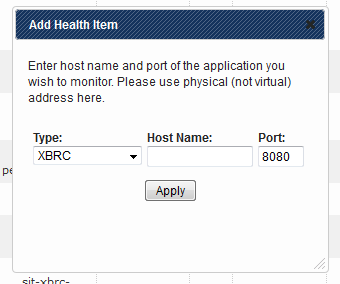 Add Health Item
Enter host name and port of the application you
wish to monitor. Please use physical (not virtual)
address here.
Type: Host Name: Port:
XBRC 8080
Apply
sit-xbrc-